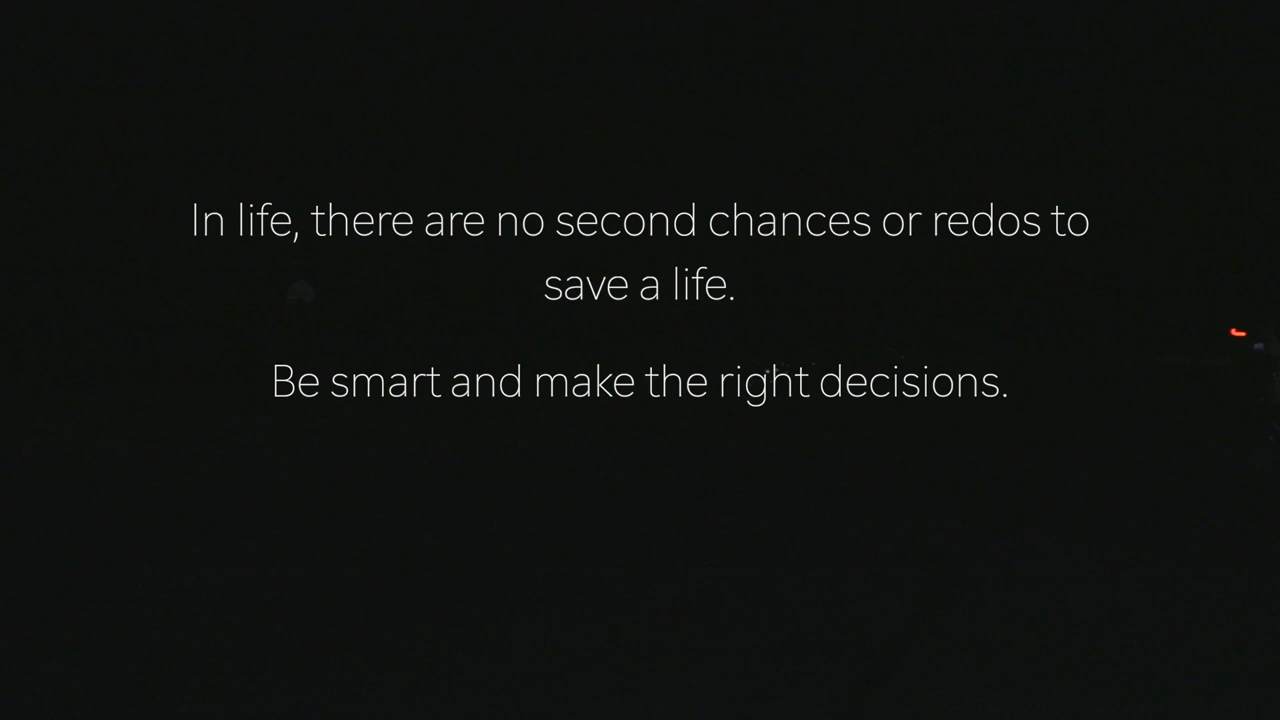 In life, there are no second chances or redos to
save a life.
Be smart and make the right decisions.